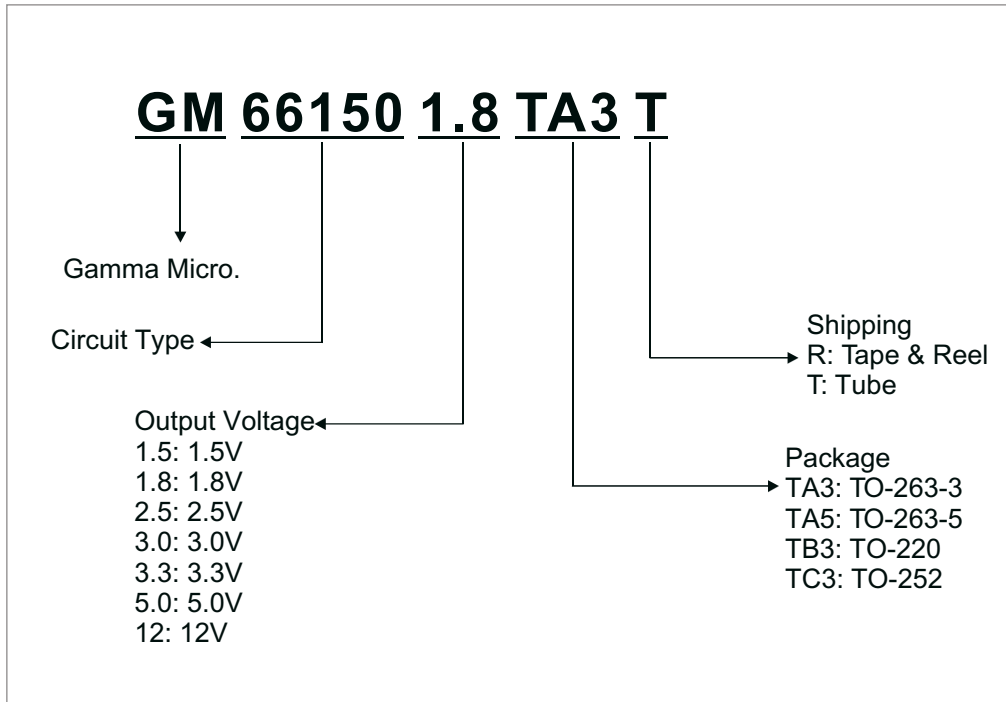 GM 66150 1.8 TA3 T
Gamma Micro.
Circuit Type
Output Voltage
1.5: 1.5V
1.8: 1.8V
2.5: 2.5V
3.0: 3.0V
3.3: 3.3V
5.0: 5.0V
12: 12V
Shipping
R: Tape & Reel
T: Tube
Package
TA3: TO-263-3
TA5: TO-263-5
TB3: TO-220
TC3: TO-252